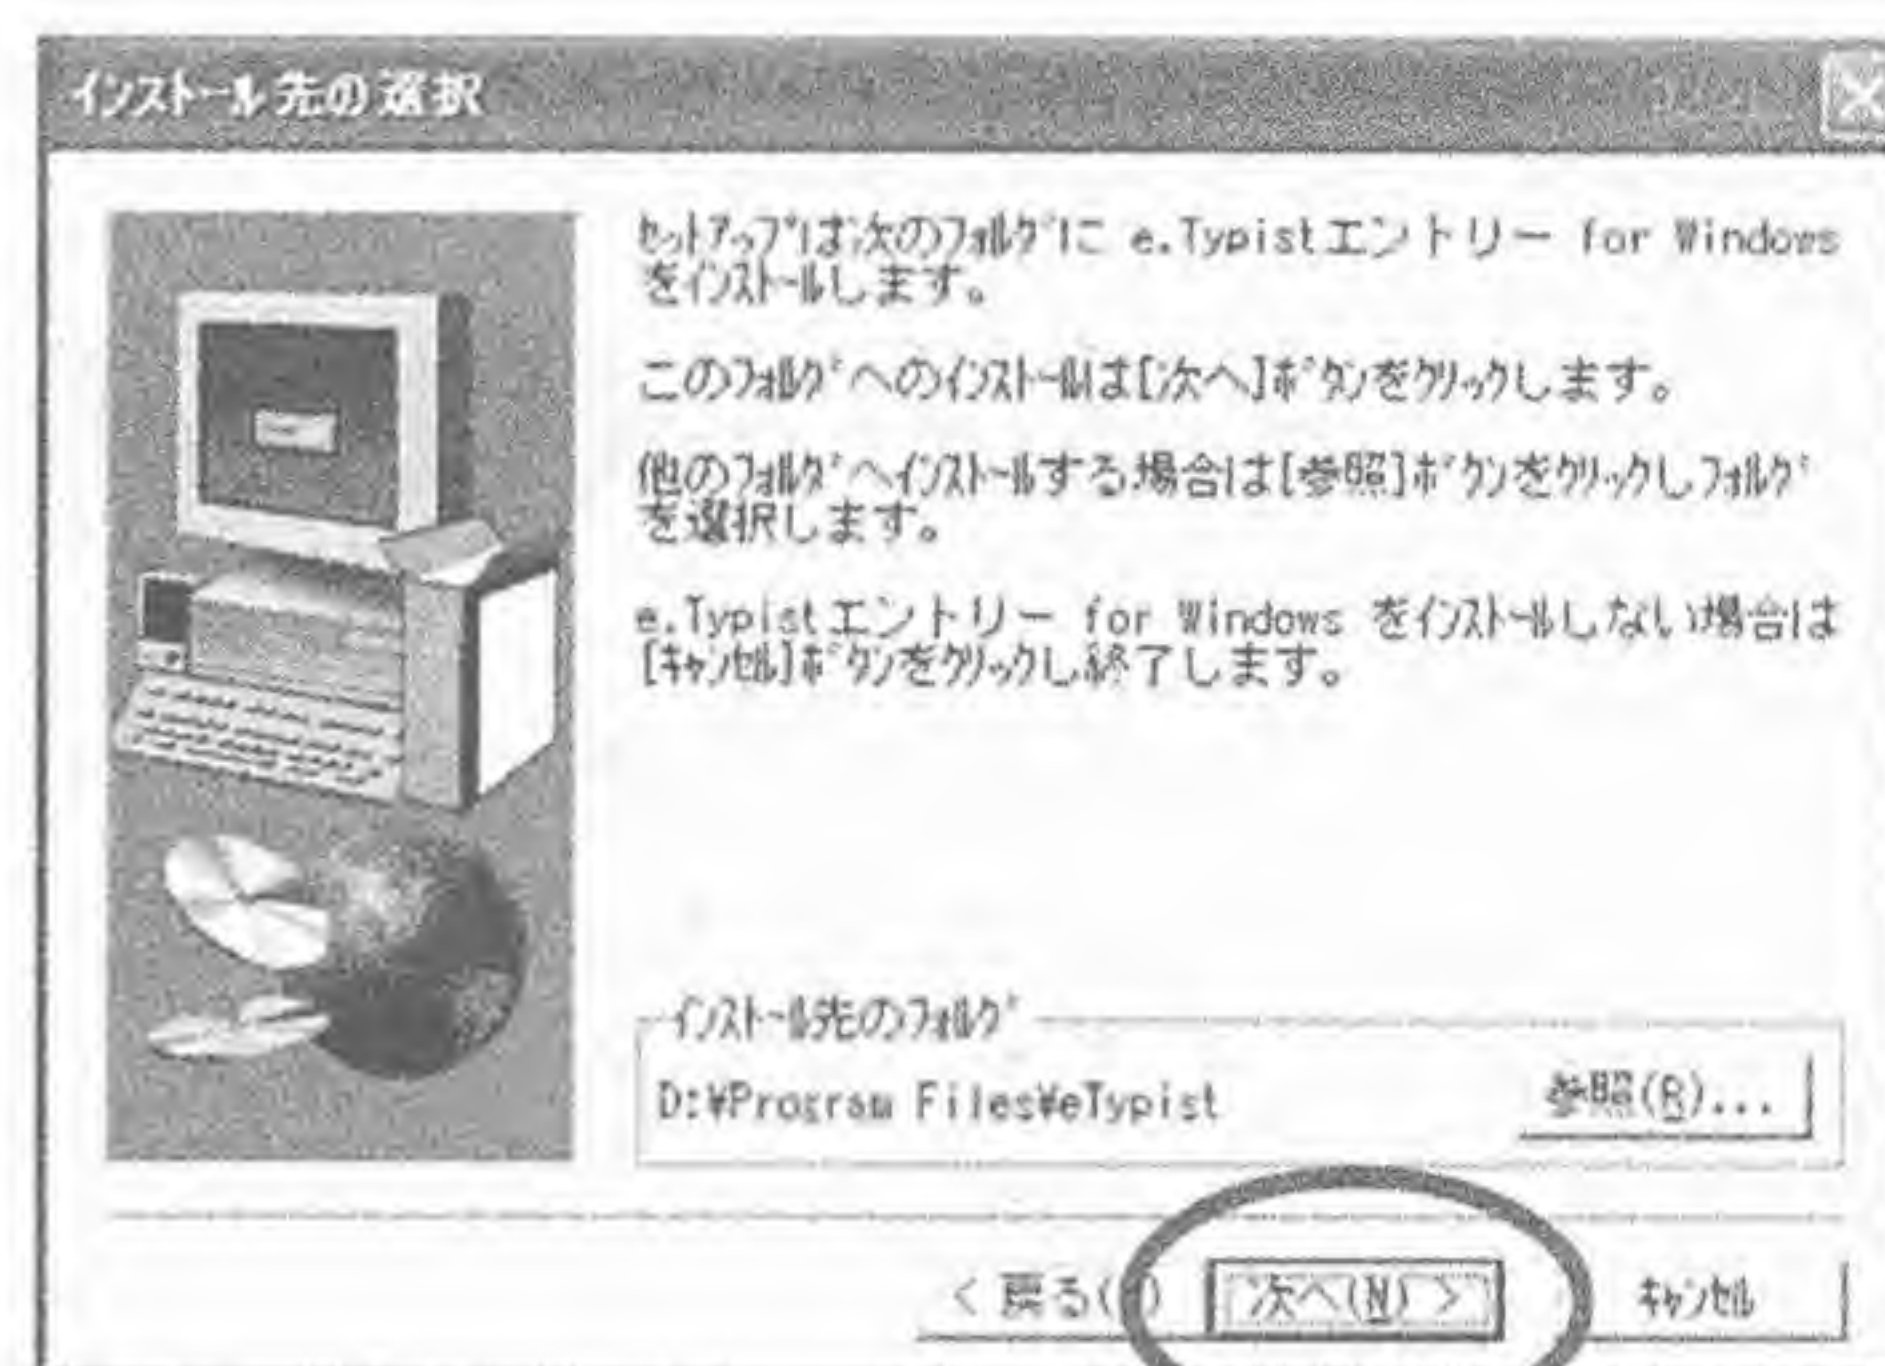 インストール先の選択
セットアップは次のフォルダに e.Typistエントリー for Windows
をインストールします。
このフォルダへのインストールは[次へ]ボタンをクリックします。
他のフォルダへインストールする場合は[参照]ボタンをクリックしフォルダ
を選択します。
e.Typistエントリー for Windows をインストールしない場合は
[キャンセル]ボタンをクリックし終了します。
インストール先のフォルダ
D:¥Program Files¥eTypist
参照(R)...
< 戻る(
次へ(N) >
キャンセル